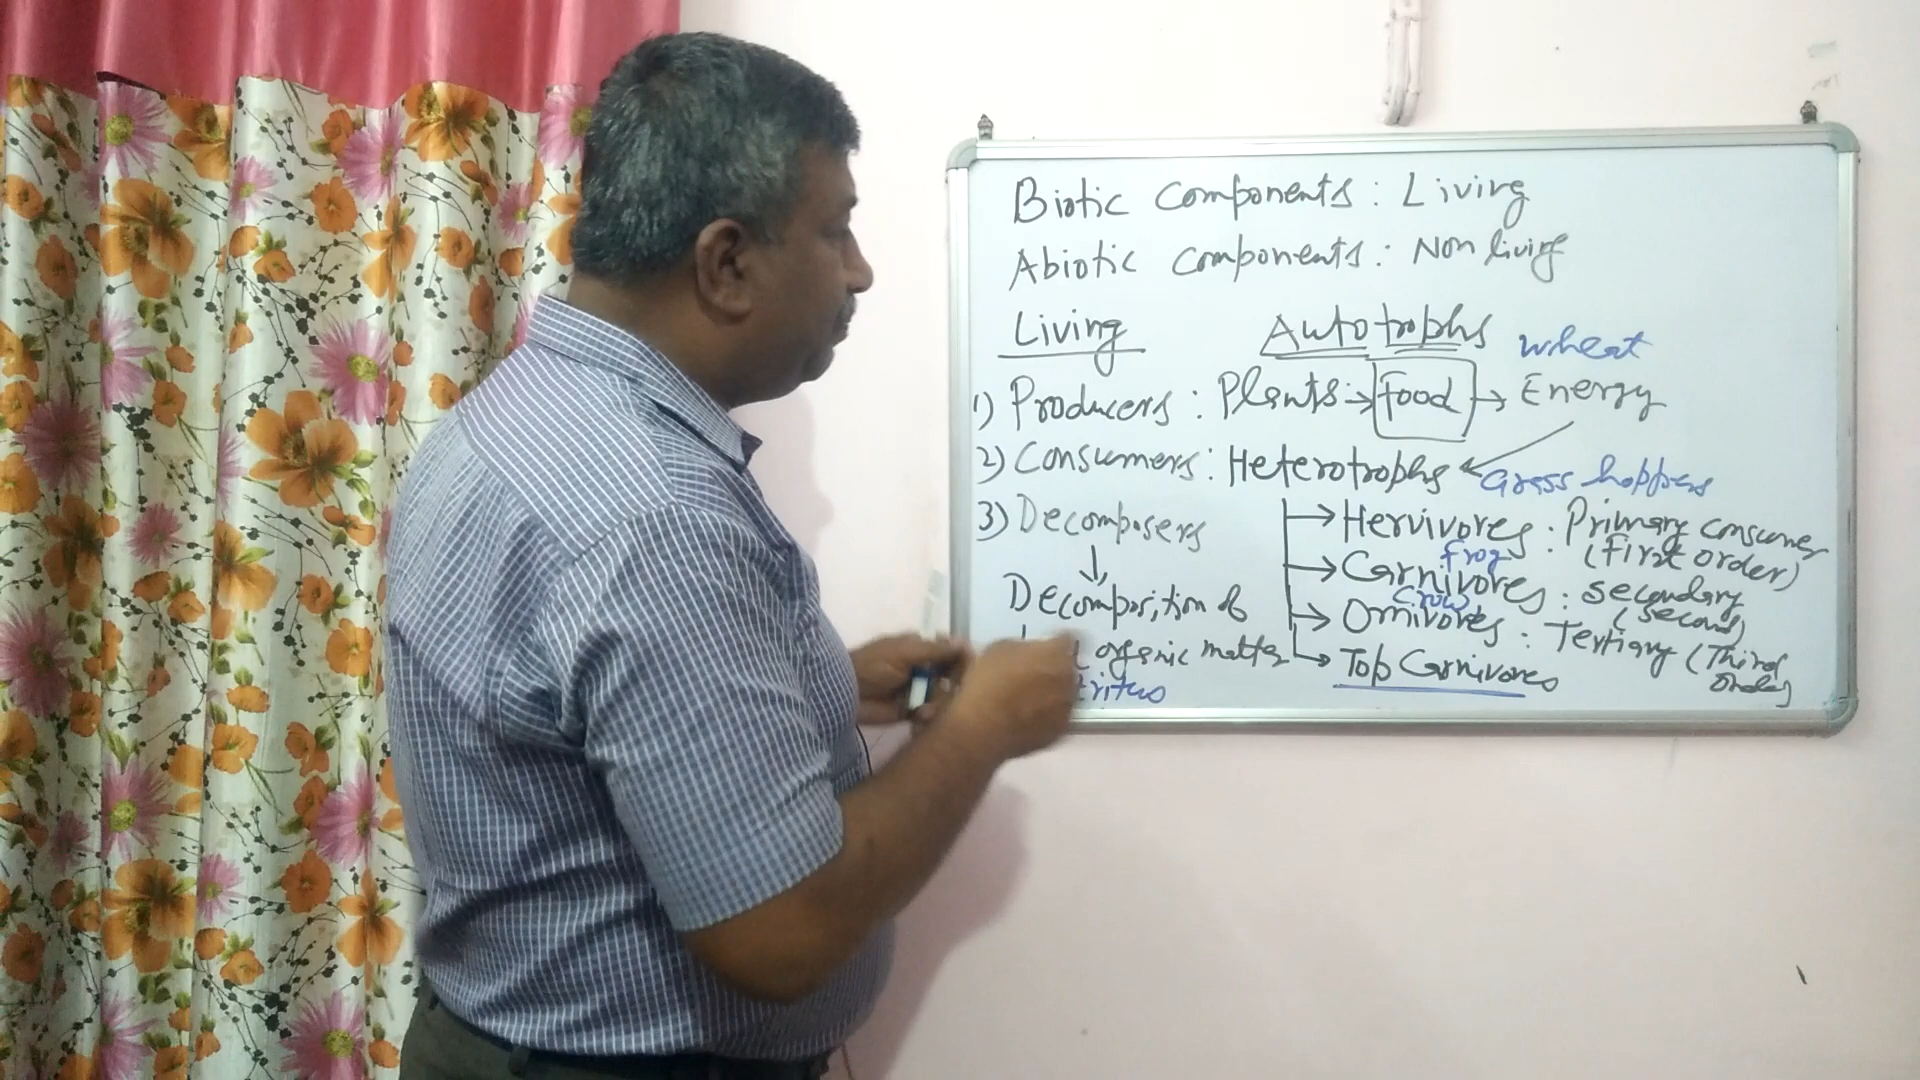 Biotic Components : Living
Abiotic Components : Non living
Living Autotrophs wheat
1) Producers : Plants → Food → Energy
2) Consumers : Heterotrophs Grass hoppers
3) Decomposers → Hervivores : Primary consumer
(First order)
frog
→ Carnivores : Secondary
(Second)
Crow
Decomposition of → Omnivores : Tertiary (Third
order)
organic matter → Top Carnivores